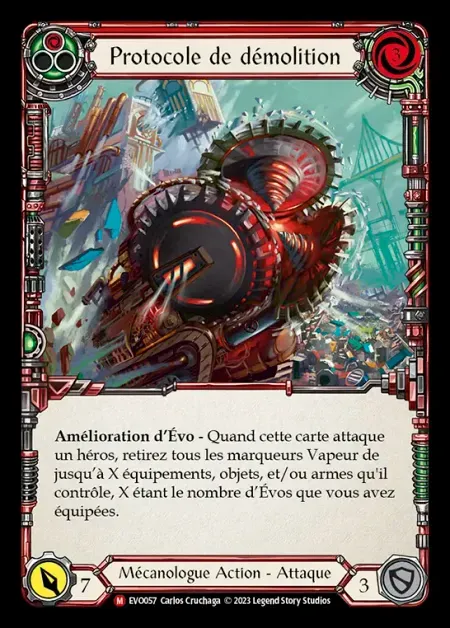 Protocole de démolition
3
Amélioration d'Évo - Quand cette carte attaque
un héros, retirez tous les marqueurs Vapeur de
jusqu'à X équipements, objets, et/ou armes qu'il
contrôle, X étant le nombre d'Évos que vous avez
équipées.
7
Mécanologue Action - Attaque
3
M EVO057 Carlos Cruchaga © 2023 Legend Story Studios